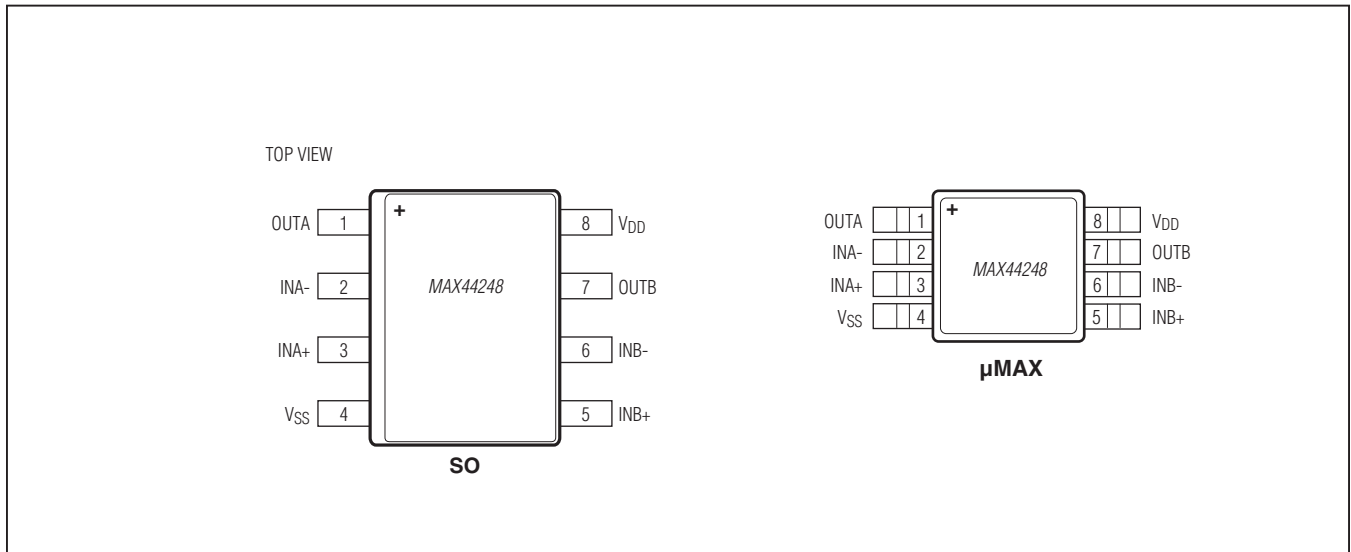 TOP VIEW
+
OUTA 1
8 VDD
INA- 2
MAX44248
7 OUTB
INA+ 3
6 INB-
VSS 4
5 INB+
SO
+
OUTA 1
8 VDD
INA- 2
MAX44248
7 OUTB
INA+ 3
6 INB-
VSS 4
5 INB+
µMAX